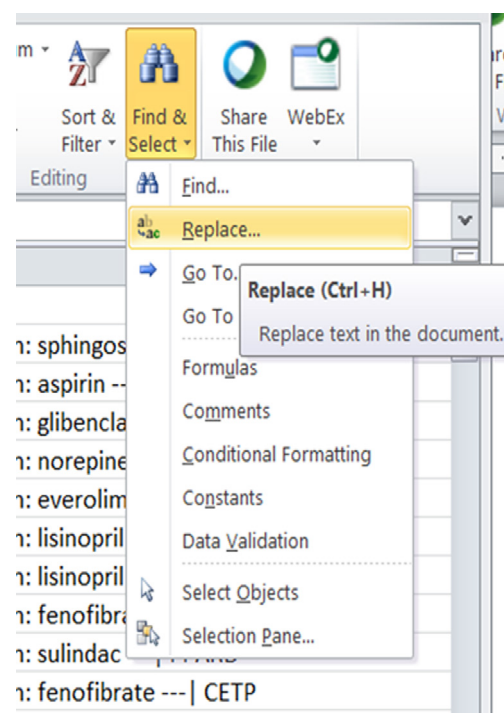 Sort & Filter
Find & Select
Share This File
WebEx
Editing
Find...
Replace...
Go To.
Replace (Ctrl+H)
Replace text in the document.
Go To
Formulas
Comments
Conditional Formatting
Constants
Data Validation
Select Objects
Selection Pane...
n: sphingos
n: aspirin --
n: glibencla
n: norepine
n: everolim
n: lisinopril
n: lisinopril
n: fenofibra
n: sulindac
n: fenofibrate ---| CETP